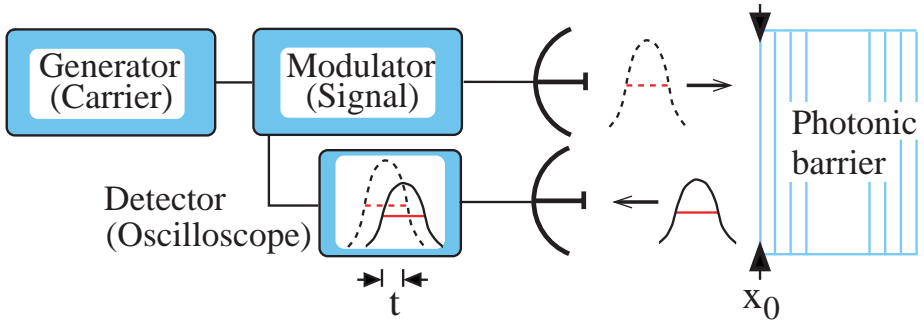 Generator
(Carrier)
Modulator
(Signal)
Photonic
barrier
Detector
(Oscilloscope)
t
x0